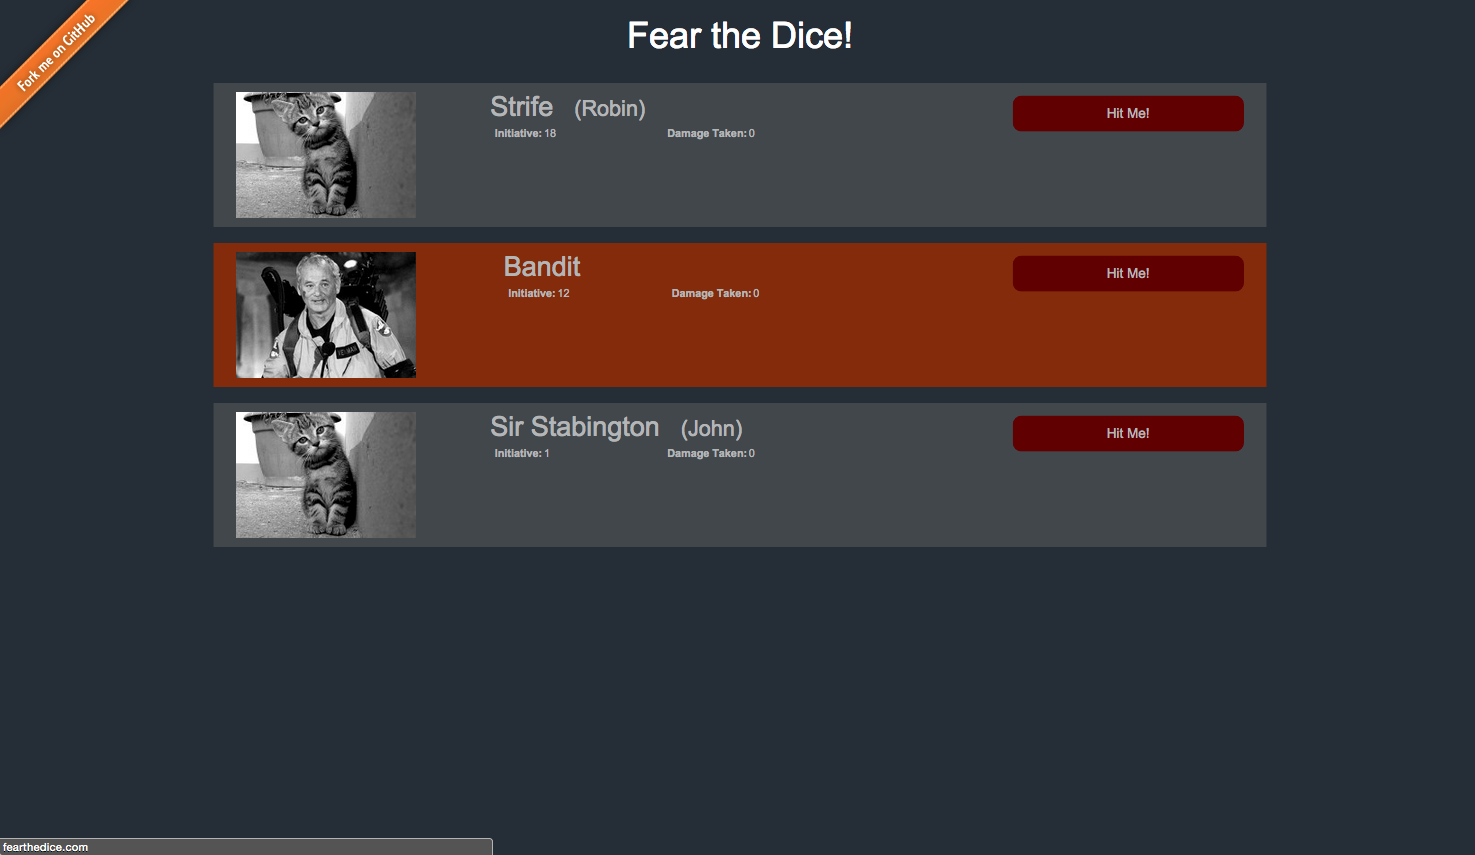 Fork me on GitHub
Fear the Dice!
Strife (Robin)
Initiative: 18 Damage Taken: 0
Hit Me!
Bandit
Initiative: 12 Damage Taken: 0
Hit Me!
Sir Stabington (John)
Initiative: 1 Damage Taken: 0
Hit Me!
fearthedice.com